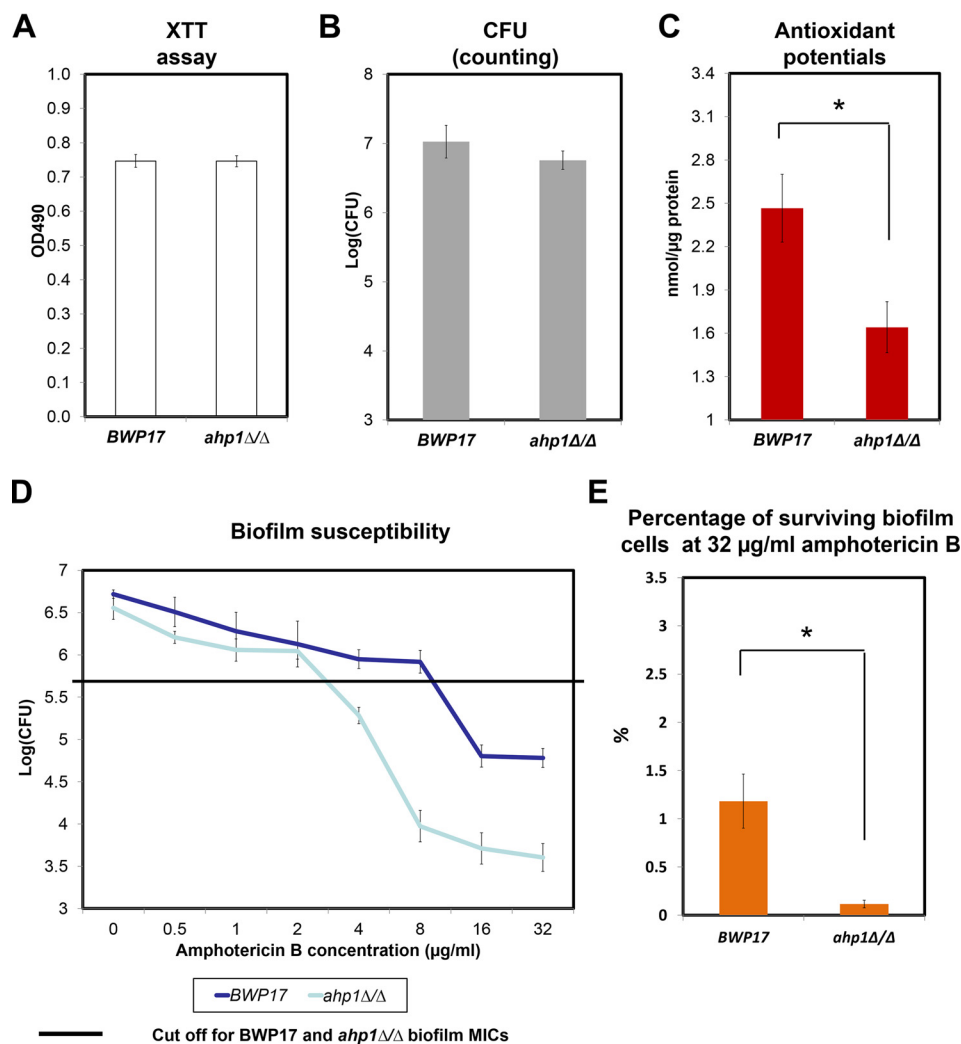 A
XTT
assay
1.0
0.9
0.8
0.7
0.6
0.5
0.4
0.3
0.2
0.1
0.0
OD490
BWP17
ahp1Δ/Δ
B
CFU
(counting)
8
7
6
5
4
3
Log(CFU)
BWP17
ahp1Δ/Δ
C
Antioxidant
potentials
3.4
3.1
2.8
2.5
2.2
1.9
1.6
1.3
1
nmol/µg protein
*
BWP17
ahp1Δ/Δ
D
Biofilm susceptibility
7
6.5
6
5.5
5
4.5
4
3.5
3
Log(CFU)
0 0.5 1 2 4 8 16 32
Amphotericin B concentration (µg/ml)
BWP17 ahp1Δ/Δ
Cut off for BWP17 and ahp1Δ/Δ biofilm MICs
E
Percentage of surviving biofilm
cells at 32 µg/ml amphotericin B
3.5
3
2.5
2
1.5
1
0.5
0
%
*
BWP17
ahp1Δ/Δ